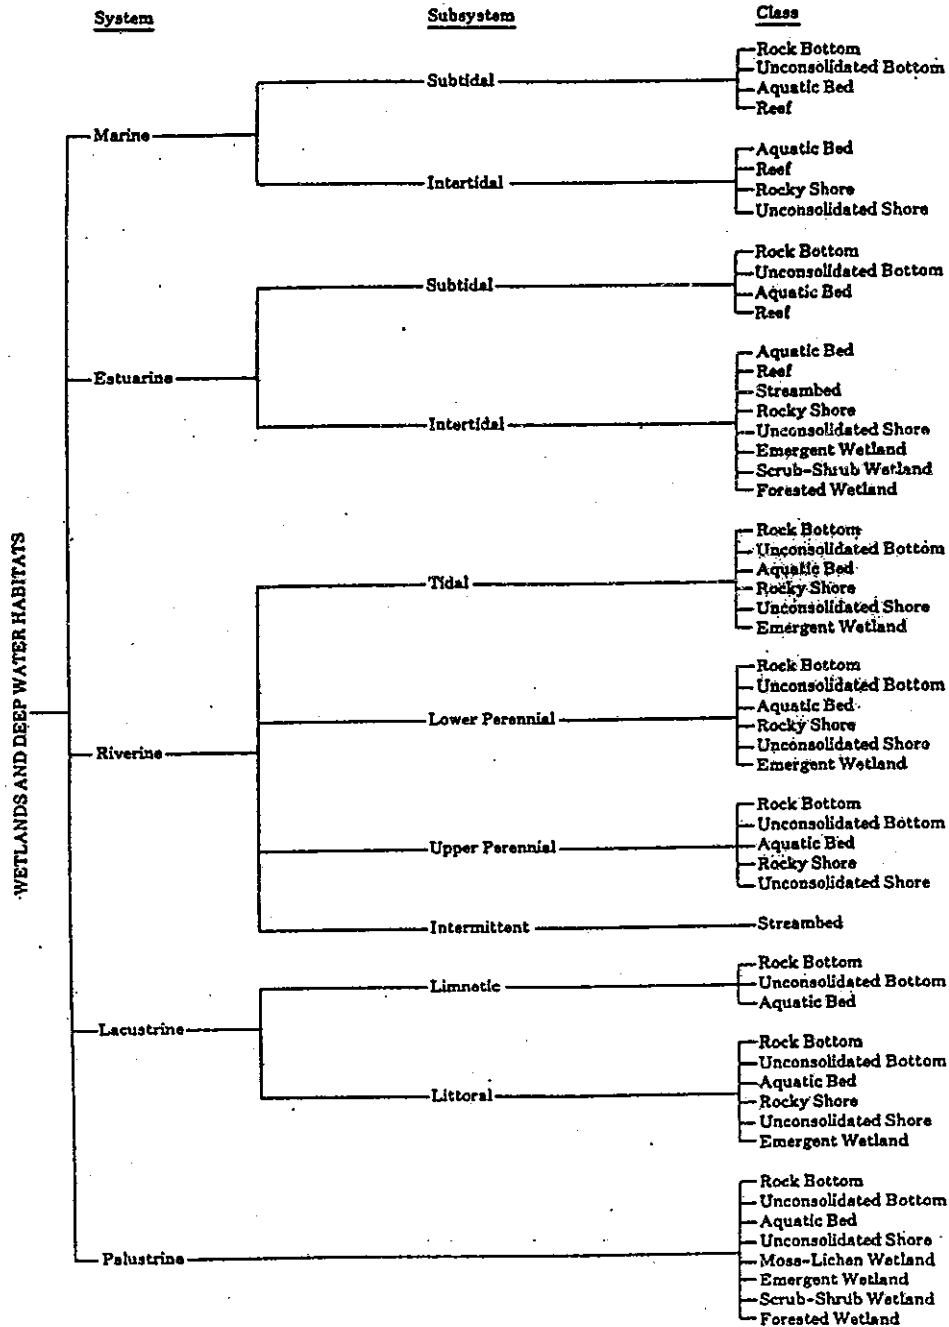 System Subsystem Class
Marine
Subtidal
Rock Bottom
Unconsolidated Bottom
Aquatic Bed
Reef
Intertidal
Aquatic Bed
Reef
Rocky Shore
Unconsolidated Shore
Estuarine
Subtidal
Rock Bottom
Unconsolidated Bottom
Aquatic Bed
Reef
Intertidal
Aquatic Bed
Reef
Streambed
Rocky Shore
Unconsolidated Shore
Emergent Wetland
Scrub-Shrub Wetland
Forested Wetland
WETLANDS AND DEEP WATER HABITATS
Riverine
Tidal
Rock Bottom
Unconsolidated Bottom
Aquatic Bed
Rocky Shore
Unconsolidated Shore
Emergent Wetland
Lower Perennial
Rock Bottom
Unconsolidated Bottom
Aquatic Bed
Rocky Shore
Unconsolidated Shore
Emergent Wetland
Upper Perennial
Rock Bottom
Unconsolidated Bottom
Aquatic Bed
Rocky Shore
Unconsolidated Shore
Intermittent
Streambed
Lacustrine
Limnetic
Rock Bottom
Unconsolidated Bottom
Aquatic Bed
Littoral
Rock Bottom
Unconsolidated Bottom
Aquatic Bed
Rocky Shore
Unconsolidated Shore
Emergent Wetland
Palustrine
Rock Bottom
Unconsolidated Bottom
Aquatic Bed
Unconsolidated Shore
Moss-Lichen Wetland
Emergent Wetland
Scrub-Shrub Wetland
Forested Wetland